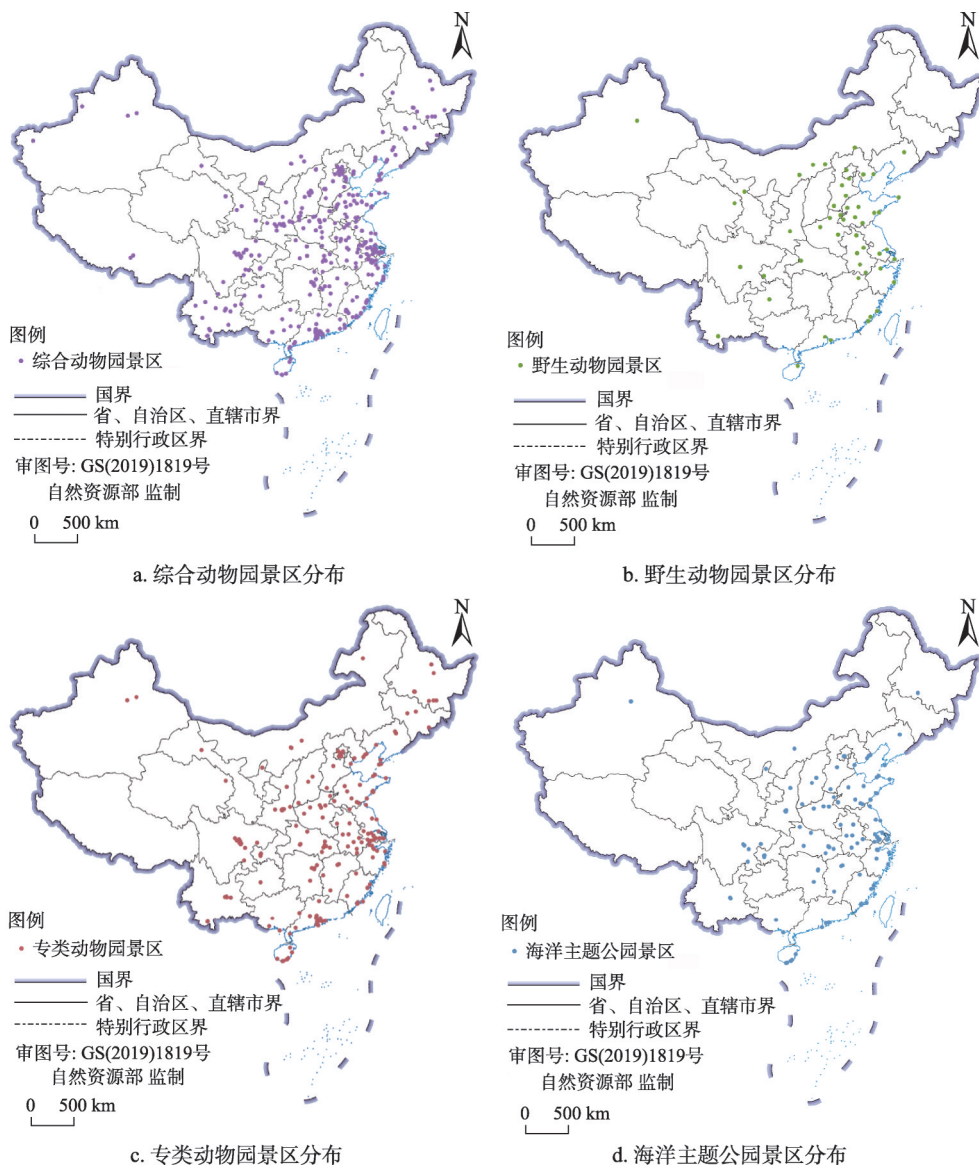 N
图例
综合动物园景区
国界
省、自治区、直辖市界
特别行政区界
审图号: GS(2019)1819号
自然资源部 监制
0 500 km
a. 综合动物园景区分布
N
图例
野生动物园景区
国界
省、自治区、直辖市界
特别行政区界
审图号: GS(2019)1819号
自然资源部 监制
0 500 km
b. 野生动物园景区分布
N
图例
专类动物园景区
国界
省、自治区、直辖市界
特别行政区界
审图号: GS(2019)1819号
自然资源部 监制
0 500 km
c. 专类动物园景区分布
N
图例
海洋主题公园景区
国界
省、自治区、直辖市界
特别行政区界
审图号: GS(2019)1819号
自然资源部 监制
0 500 km
d. 海洋主题公园景区分布